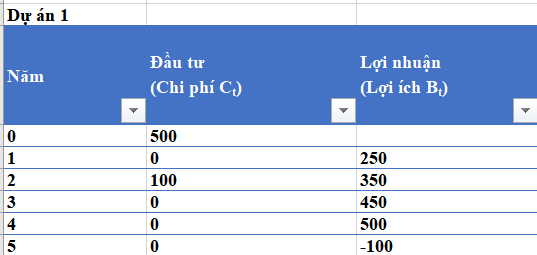 Dự án 1
Năm Đầu tư (Chi phí Cₜ) Lợi nhuận (Lợi ích Bₜ)
0 500
1 0 250
2 100 350
3 0 450
4 0 500
5 0 -100